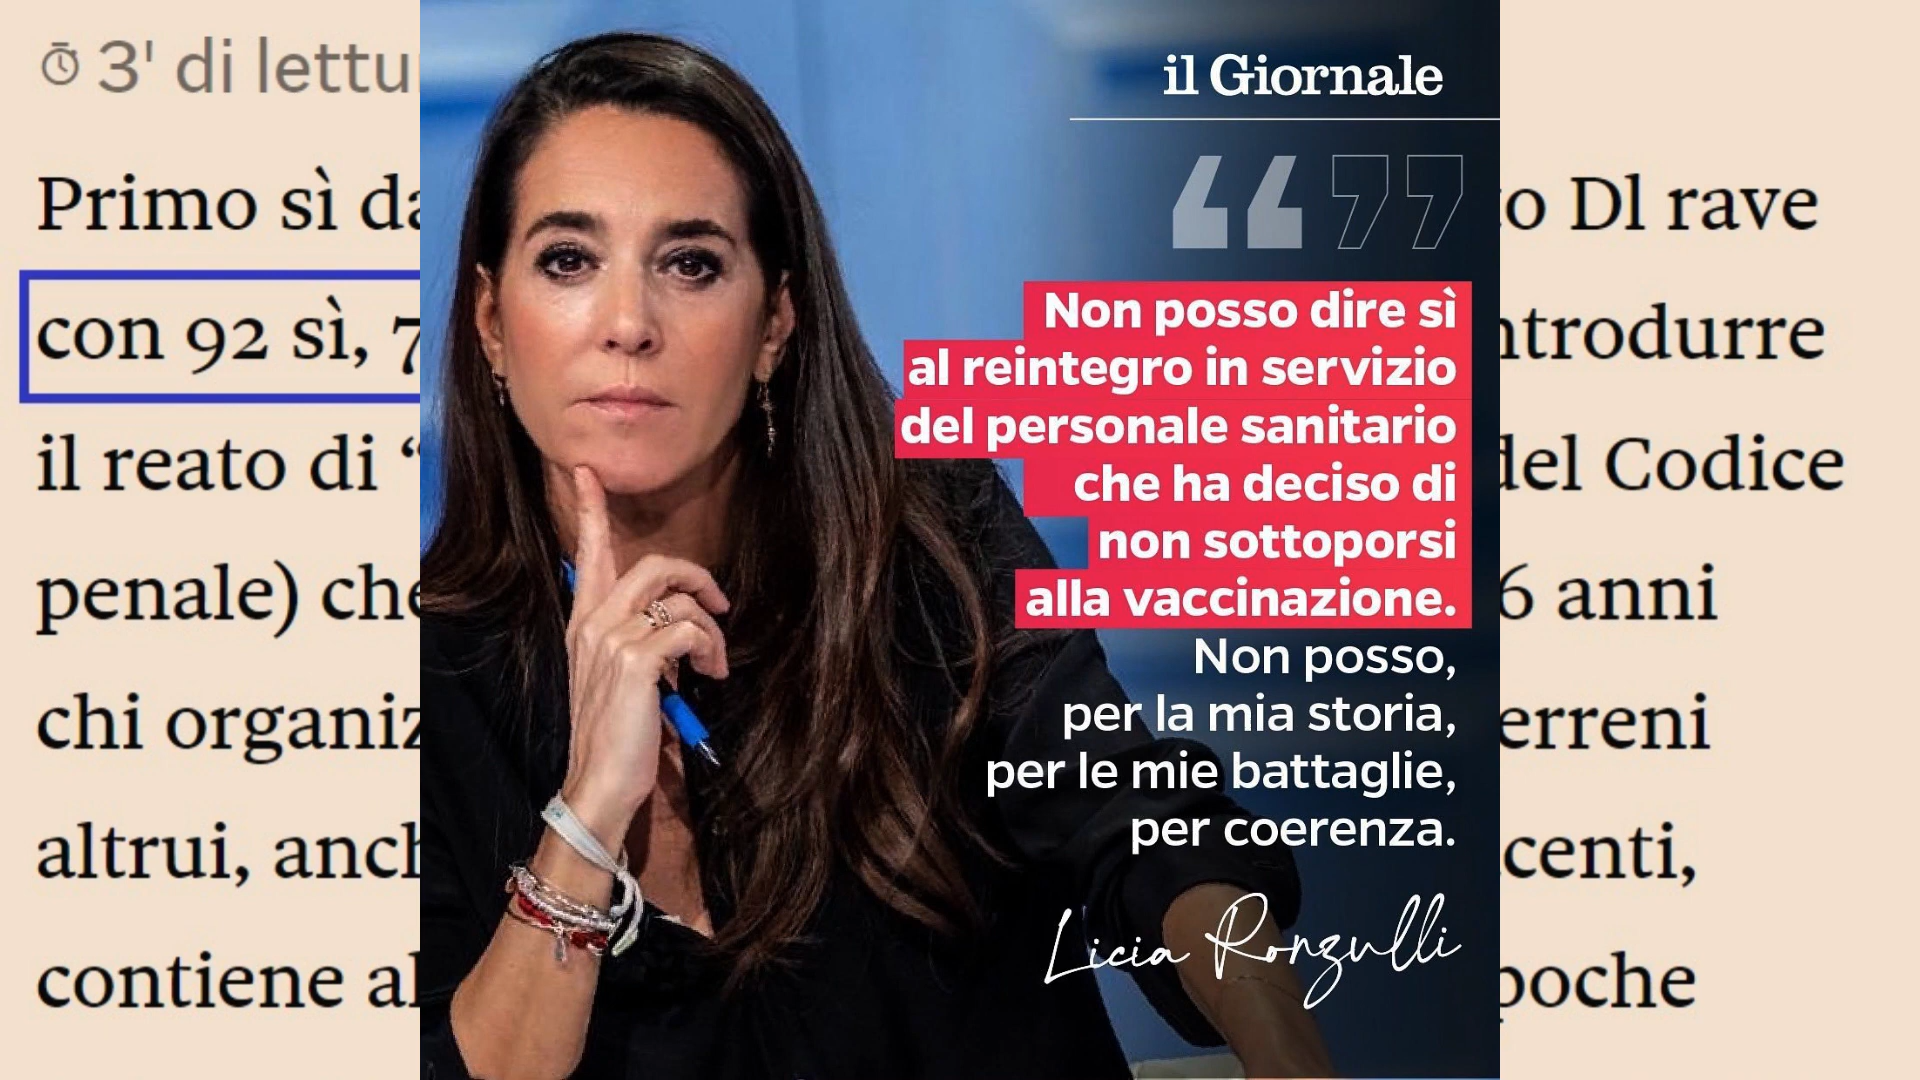 3' di lettu
Primo sì da
con 92 sì, 7
il reato di “
penale) che
chi organiz
altrui, anch
contiene al
il Giornale
“ ”
Non posso dire sì
al reintegro in servizio
del personale sanitario
che ha deciso di
non sottoporsi
alla vaccinazione.
Non posso,
per la mia storia,
per le mie battaglie,
per coerenza.
Licia Ronzulli
o Dl rave
ntrodurre
del Codice
6 anni
erreni
centi,
poche